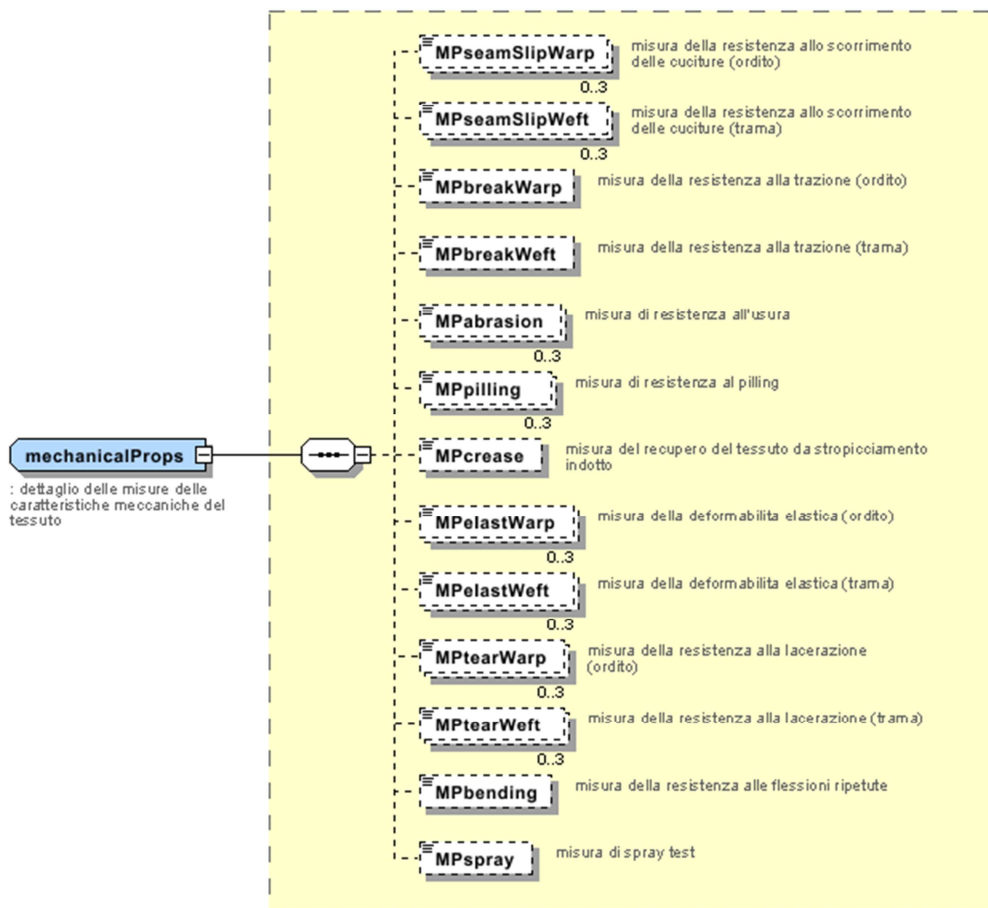 MPseamSlipWarp
misura della resistenza allo scorrimento
delle cuciture (ordito)
0..3
MPseamSlipWeft
misura della resistenza allo scorrimento
delle cuciture (trama)
0..3
MPbreakWarp
misura della resistenza alla trazione (ordito)
MPbreakWeft
misura della resistenza alla trazione (trama)
MPabrasion
misura di resistenza all'usura
0..3
MPpilling
misura di resistenza al pilling
0..3
mechanicalProps
: dettaglio delle misure delle
caratteristiche meccaniche del
tessuto
MPcrease
misura del recupero del tessuto da stropicciamento
indotto
MPelastWarp
misura della deformabilita elastica (ordito)
0..3
MPelastWeft
misura della deformabilita elastica (trama)
0..3
MPtearWarp
misura della resistenza alla lacerazione
(ordito)
0..3
MPtearWeft
misura della resistenza alla lacerazione (trama)
0..3
MPbending
misura della resistenza alle flessioni ripetute
MPspray
misura di spray test